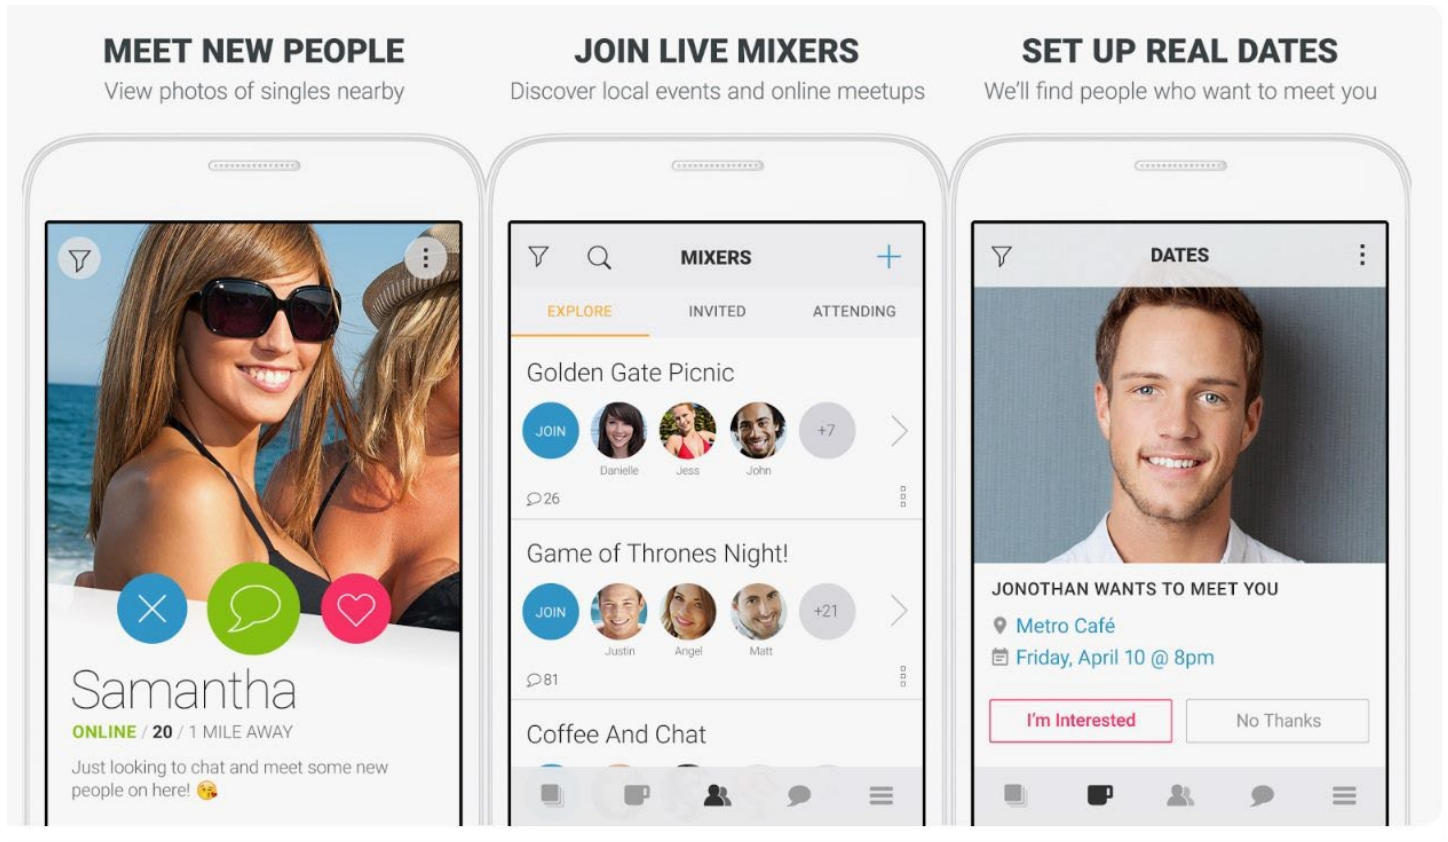 MEET NEW PEOPLE
View photos of singles nearby
Samantha
ONLINE / 20 / 1 MILE AWAY
Just looking to chat and meet some new
people on here! 😘
JOIN LIVE MIXERS
Discover local events and online meetups
MIXERS
EXPLORE INVITED ATTENDING
Golden Gate Picnic
JOIN +7
Danielle Jess John
26
Game of Thrones Night!
JOIN +21
Justin Angel Matt
81
Coffee And Chat
SET UP REAL DATES
We'll find people who want to meet you
DATES
JONOTHAN WANTS TO MEET YOU
Metro Café
Friday, April 10 @ 8pm
I'm Interested No Thanks